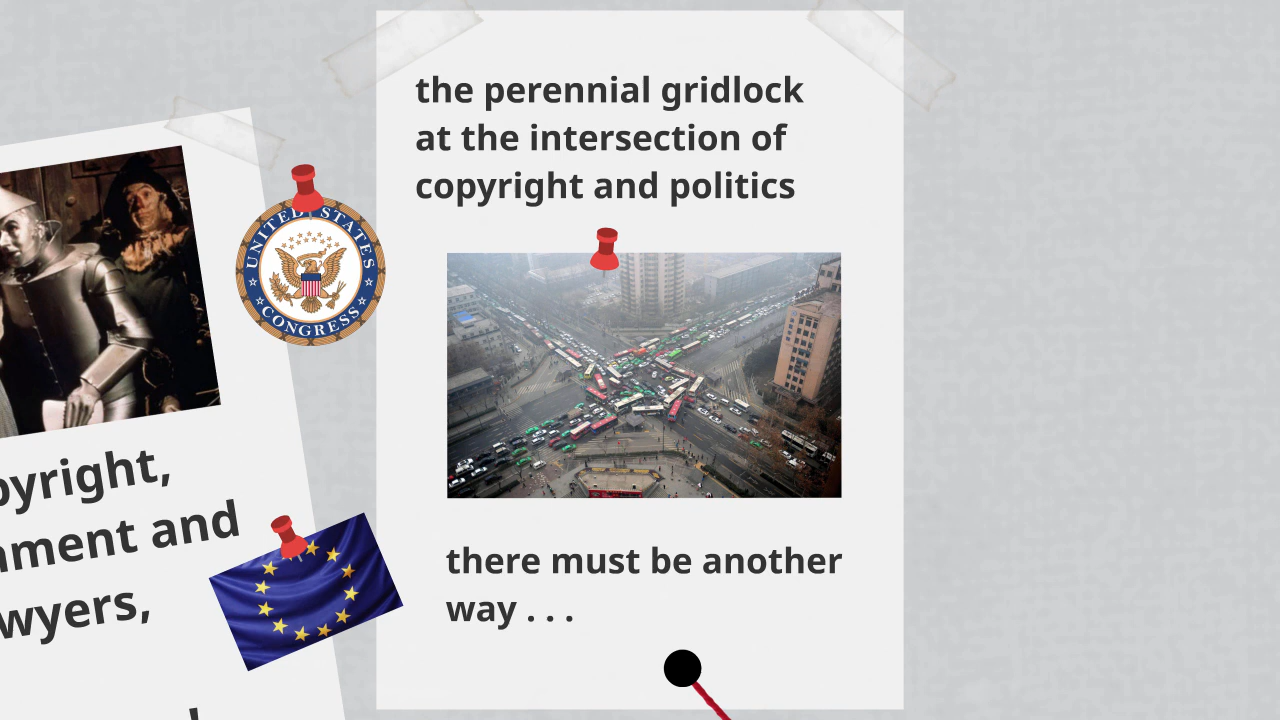 the perennial gridlock
at the intersection of
copyright and politics
UNITED STATES
CONGRESS
pyright,
nment and
wyers,
there must be another
way . . .